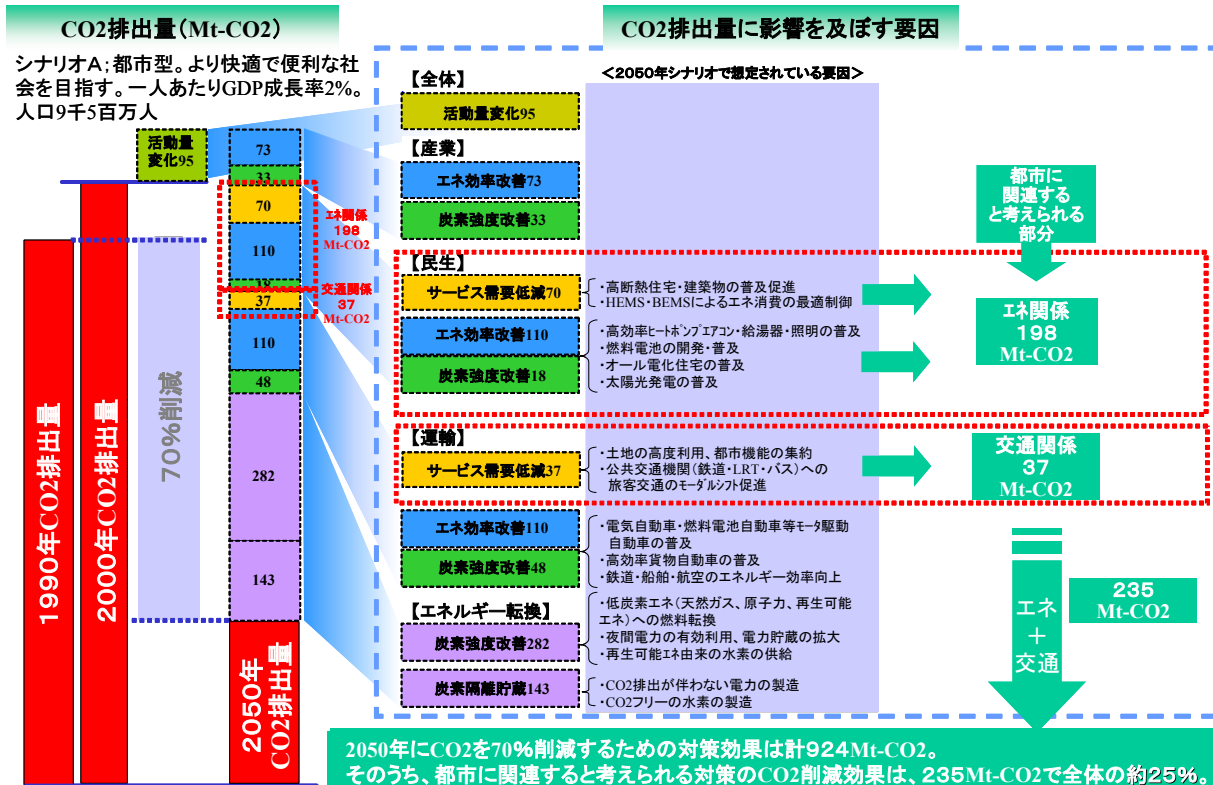 CO2排出量(Mt-CO2)
シナリオA;都市型。より快適で便利な社
会を目指す。一人あたりGDP成長率2%。
人口9千5百万人
活動量
変化95
73
33
70
110
18
37
110
48
282
143
エネ関係
198
Mt-CO2
交通関係
37
Mt-CO2
70%削減
1990年CO2排出量
2000年CO2排出量
2050年
CO2排出量
CO2排出量に影響を及ぼす要因
<2050年シナリオで想定されている要因>
【全体】
活動量変化95
【産業】
エネ効率改善73
炭素強度改善33
【民生】
サービス需要低減70
・高断熱住宅・建築物の普及促進
・HEMS・BEMSによるエネ消費の最適制御
エネ効率改善110
炭素強度改善18
・高効率ヒートポンプエアコン・給湯器・照明の普及
・燃料電池の開発・普及
・オール電化住宅の普及
・太陽光発電の普及
【運輸】
サービス需要低減37
・土地の高度利用、都市機能の集約
・公共交通機関(鉄道・LRT・バス)への
旅客交通のモーダルシフト促進
エネ効率改善110
炭素強度改善48
・電気自動車・燃料電池自動車等モータ駆動
自動車の普及
・高効率貨物自動車の普及
・鉄道・船舶・航空のエネルギー効率向上
【エネルギー転換】
炭素強度改善282
・低炭素エネ(天然ガス、原子力、再生可能
エネ)への燃料転換
・夜間電力の有効利用、電力貯蔵の拡大
・再生可能エネ由来の水素の供給
炭素隔離貯蔵143
・CO2排出が伴わない電力の製造
・CO2フリーの水素の製造
都市に
関連する
と考えられる
部分
エネ関係
198
Mt-CO2
交通関係
37
Mt-CO2
エネ
+
交通
235
Mt-CO2
2050年にCO2を70%削減するための対策効果は計924Mt-CO2。
そのうち、都市に関連すると考えられる対策のCO2削減効果は、235Mt-CO2で全体の約25%。